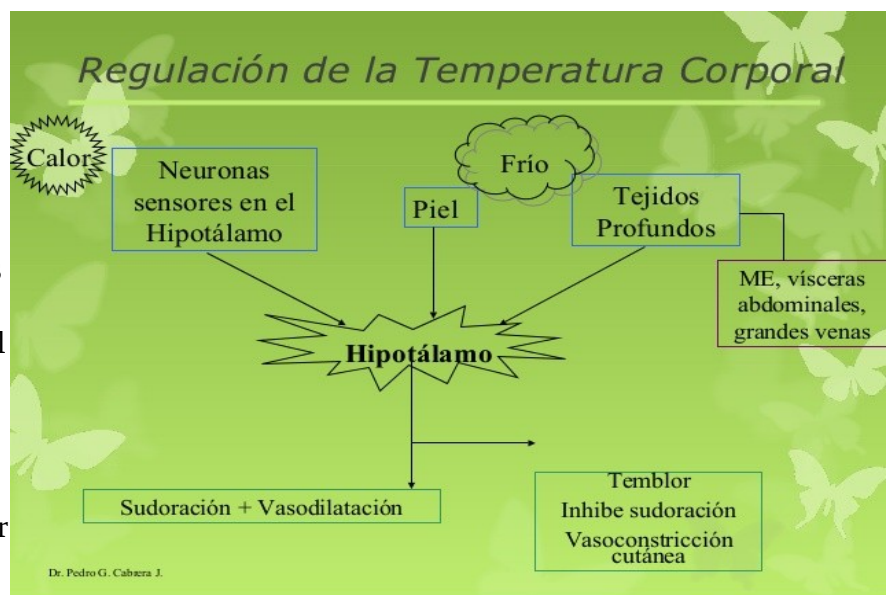 Regulación de la Temperatura Corporal
Calor
Neuronas
sensores en el
Hipotálamo
Piel
Frío
Tejidos
Profundos
ME, vísceras
abdominales,
grandes venas
Hipotálamo
Sudoración + Vasodilatación
Temblor
Inhibe sudoración
Vasoconstricción
cutánea
Dr. Pedro G. Cabrera J.